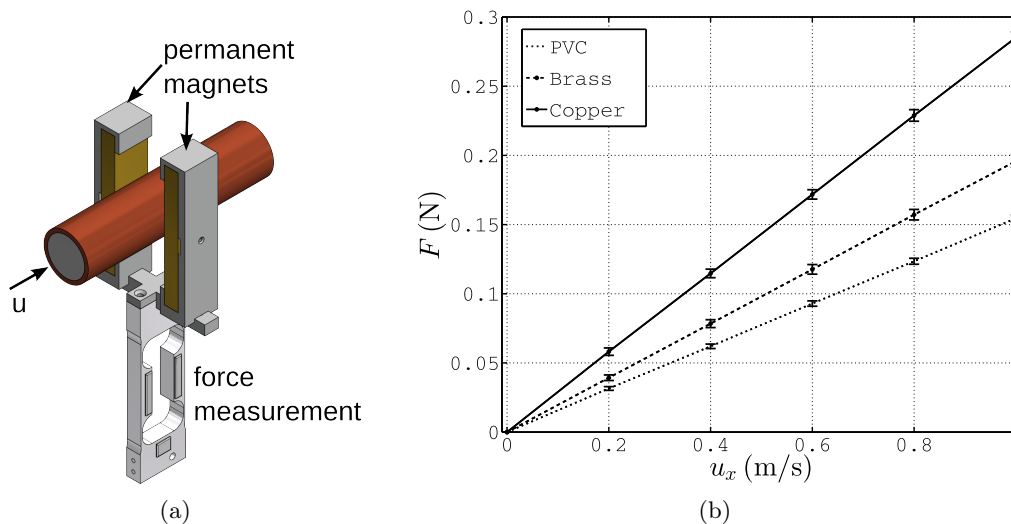 permanent
magnets
u
force
measurement
(a)
0.3
0.25
0.2
0.15
0.1
0.05
0
F (N)
PVC
Brass
Copper
0 0.2 0.4 0.6 0.8
u_x (m/s)
(b)